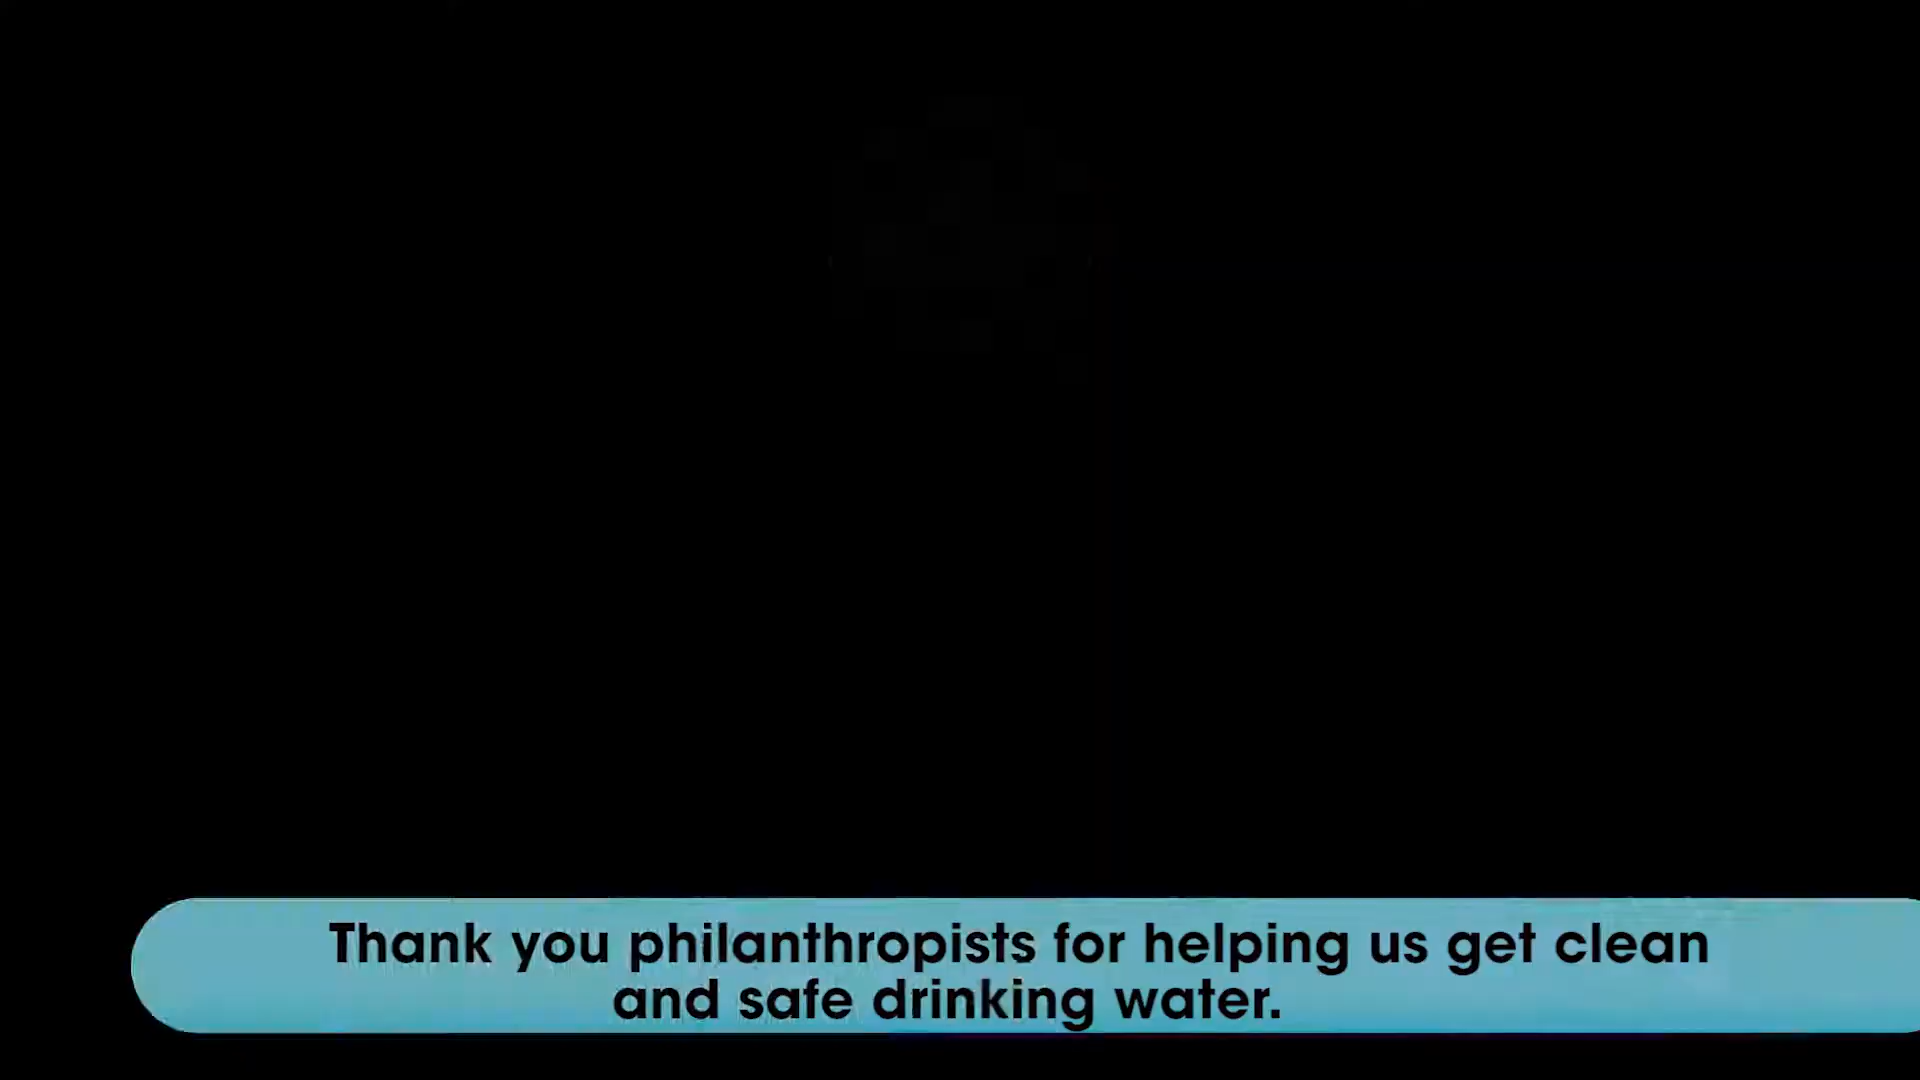 Thank you philanthropists for helping us get clean
and safe drinking water.